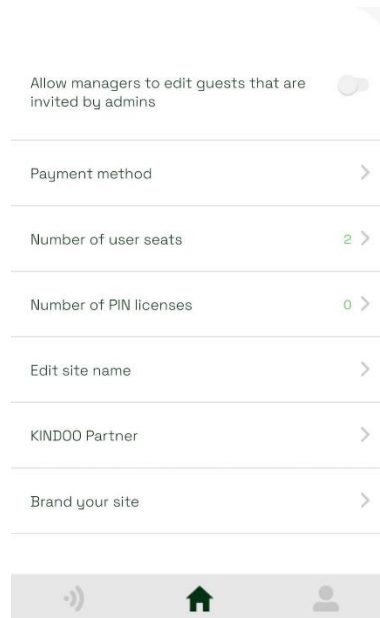 Allow managers to edit guests that are
invited by admins
Payment method
Number of user seats 2
Number of PIN licenses 0
Edit site name
KINDOO Partner
Brand your site